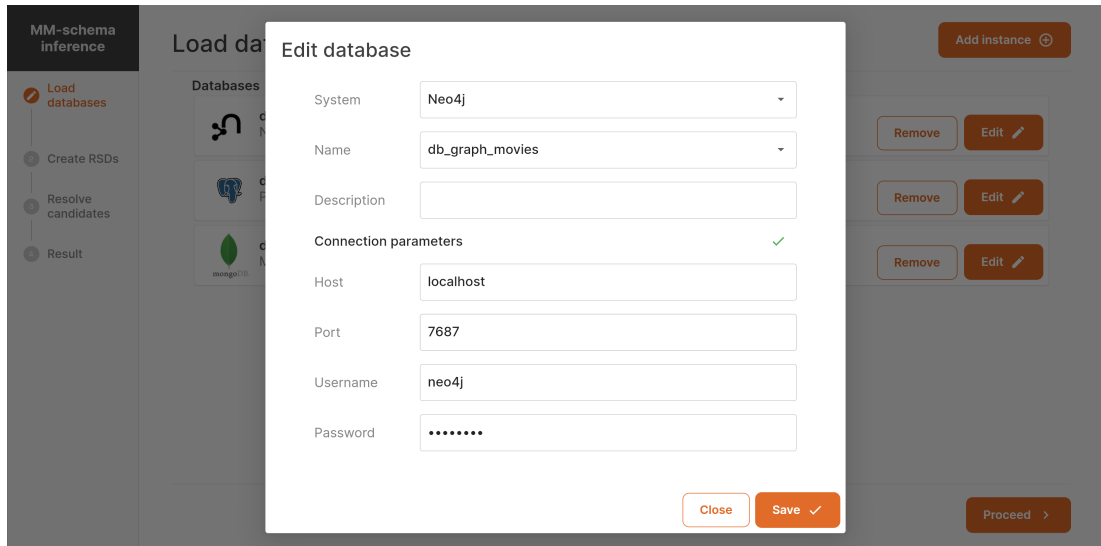 MM-schema
inference
Load da
Add instance
Edit database
Load
databases
Create RSDs
Resolve
candidates
Result
Databases
System
Neo4j
Name
db_graph_movies
Description
Connection parameters
Host
localhost
Port
7687
Username
neo4j
Password
••••••••
d
N
Remove
Edit
d
P
Remove
Edit
mongoDB.
d
M
Remove
Edit
Close
Save
Proceed